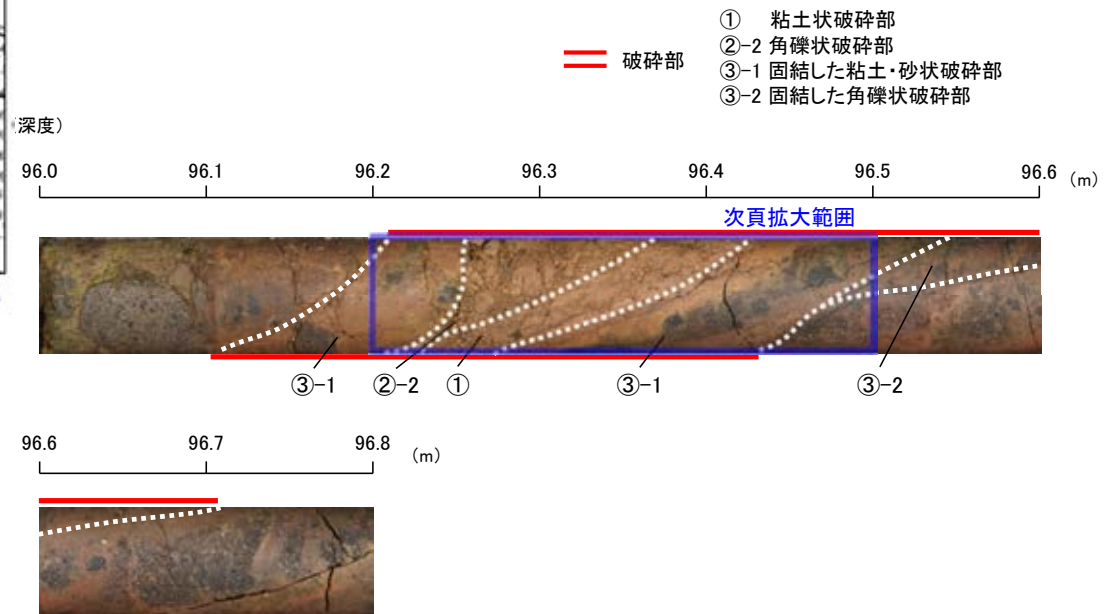 ① 粘土状破砕部
②-2 角礫状破砕部
③-1 固結した粘土・砂状破砕部
③-2 固結した角礫状破砕部
破砕部
(深度)
96.0 96.1 96.2 96.3 96.4 96.5 96.6 (m)
次頁拡大範囲
③-1 ②-2 ① ③-1 ③-2
96.6 96.7 96.8 (m)